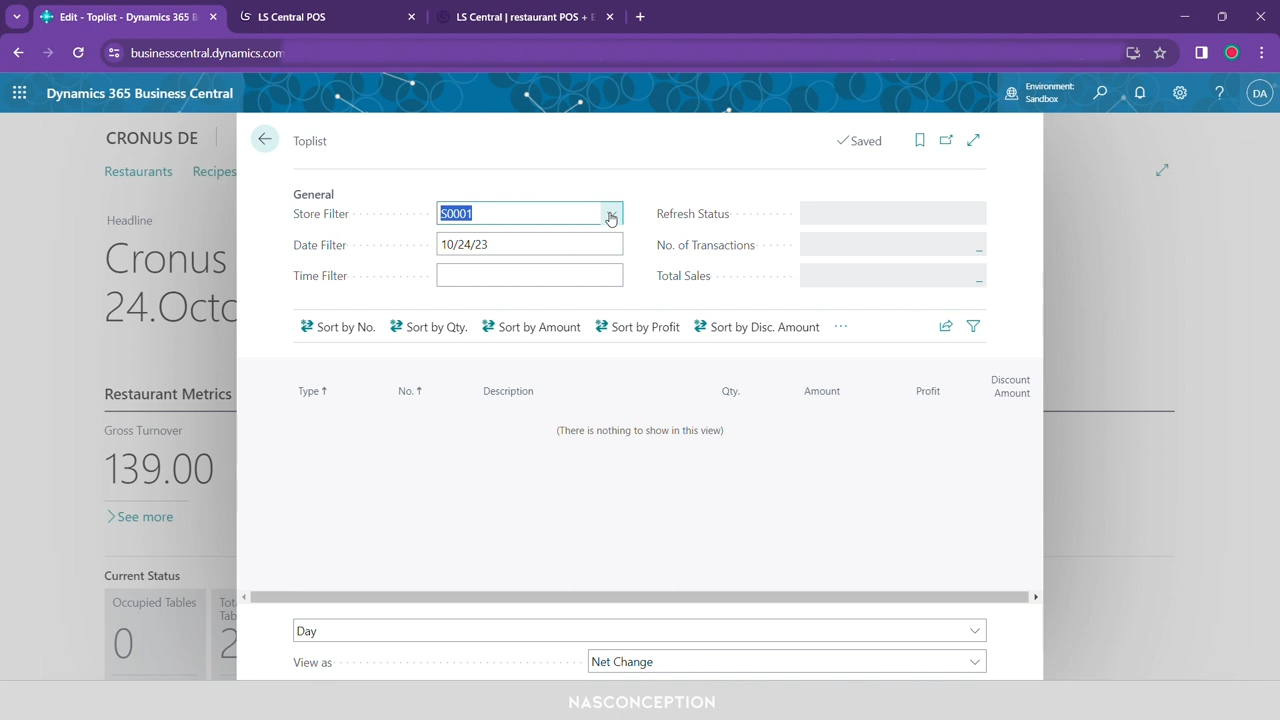 Edit - Toplist - Dynamics 365 B
LS Central POS
LS Central | restaurant POS + E
businesscentral.dynamics.com
Dynamics 365 Business Central
Environment:
Sandbox
DA
CRONUS DE
Restaurants Recipes
Headline
Cronus
24.Octo
Restaurant Metrics
Gross Turnover
139.00
See more
Current Status
Occupied Tables
0
Tot
Tab
2
Toplist
Saved
General
Store Filter S0001
Date Filter 10/24/23
Time Filter
Refresh Status
No. of Transactions _
Total Sales _
Sort by No. Sort by Qty. Sort by Amount Sort by Profit Sort by Disc. Amount ...
Type ↑ No. ↑ Description Qty. Amount Profit Discount Amount
(There is nothing to show in this view)
Day
View as Net Change
NASCONCEPTION